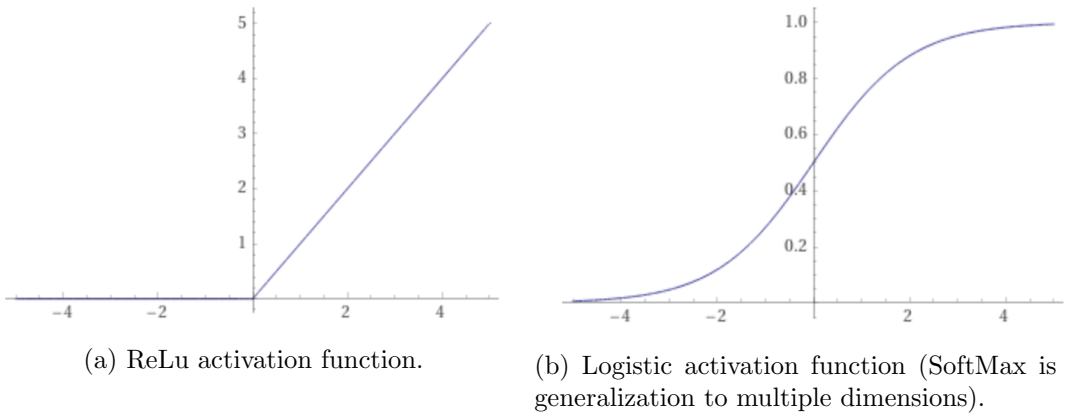 5
4
3
2
1
−4 −2 2 4
(a) ReLu activation function.
1.0
0.8
0.6
0.4
0.2
−4 −2 2 4
(b) Logistic activation function (SoftMax is
generalization to multiple dimensions).